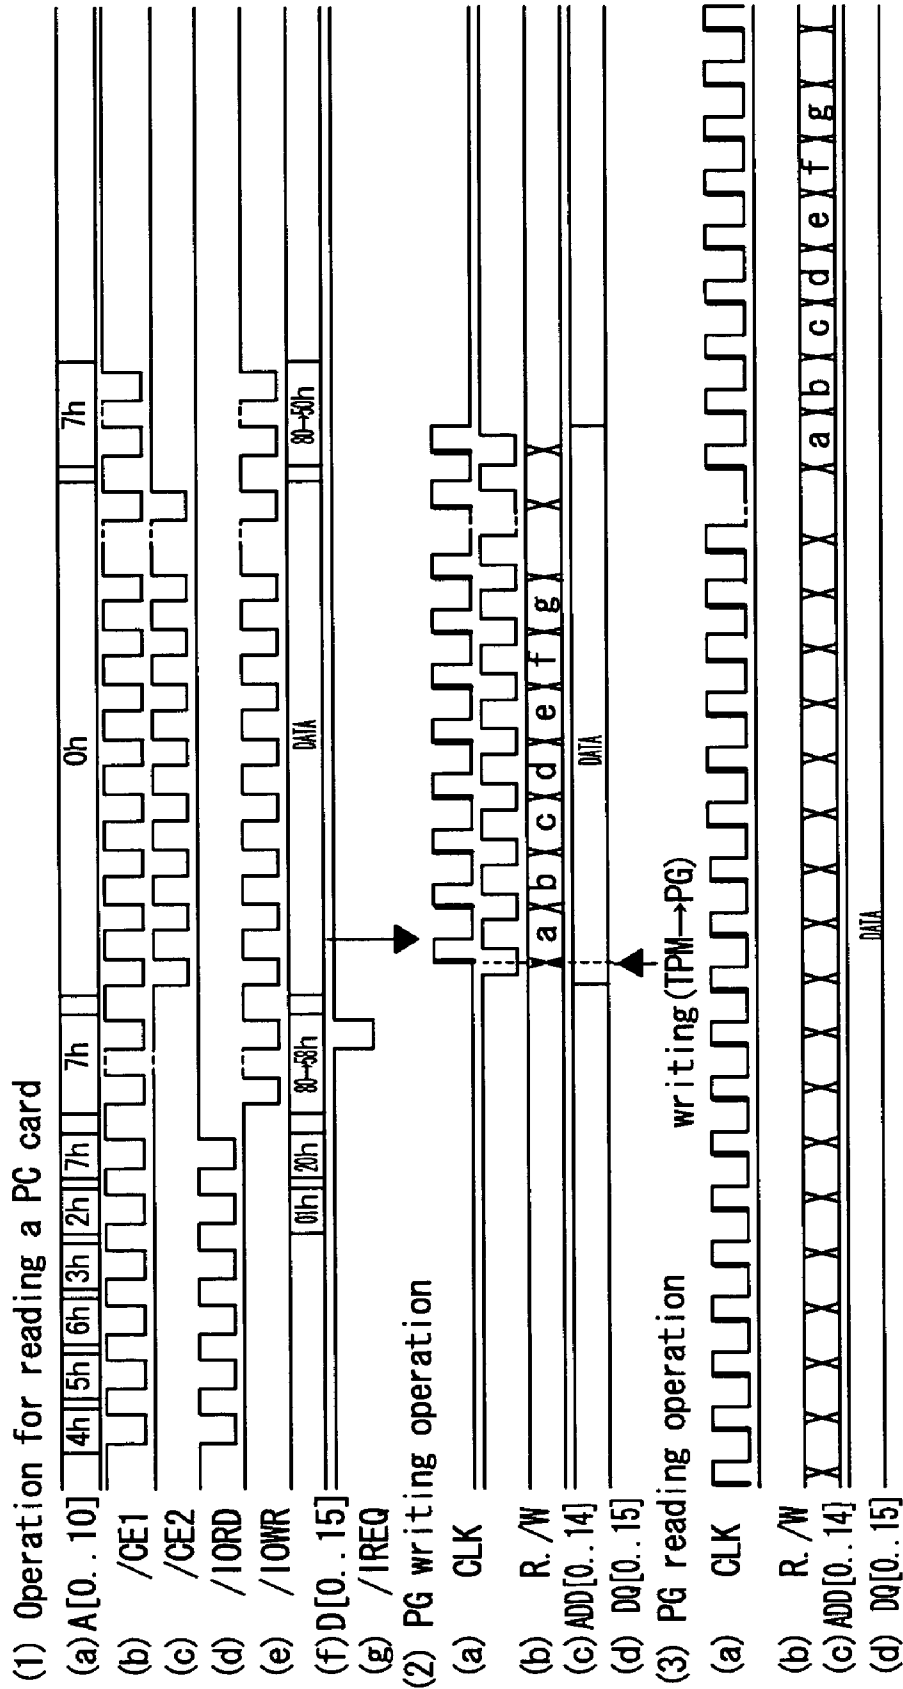 (1) Operation for reading a PC card
(a) A[0..10] 4h 5h 6h 3h 2h 7h 7h 0h 7h
(b) /CE1
(c) /CE2
(d) /IORD
(e) /IOWR
(f) D[0..15] 01h 20h 80→58h DATA 80→50h
(g) /IREQ
(2) PG writing operation
(a) CLK
(b) R./W
(c) ADD[0..14] a b c d e f g
(d) DQ[0..15] DATA
writing(TPM→PG)
(3) PG reading operation
(a) CLK
(b) R./W
(c) ADD[0..14] a b c d e f g
(d) DQ[0..15] DATA